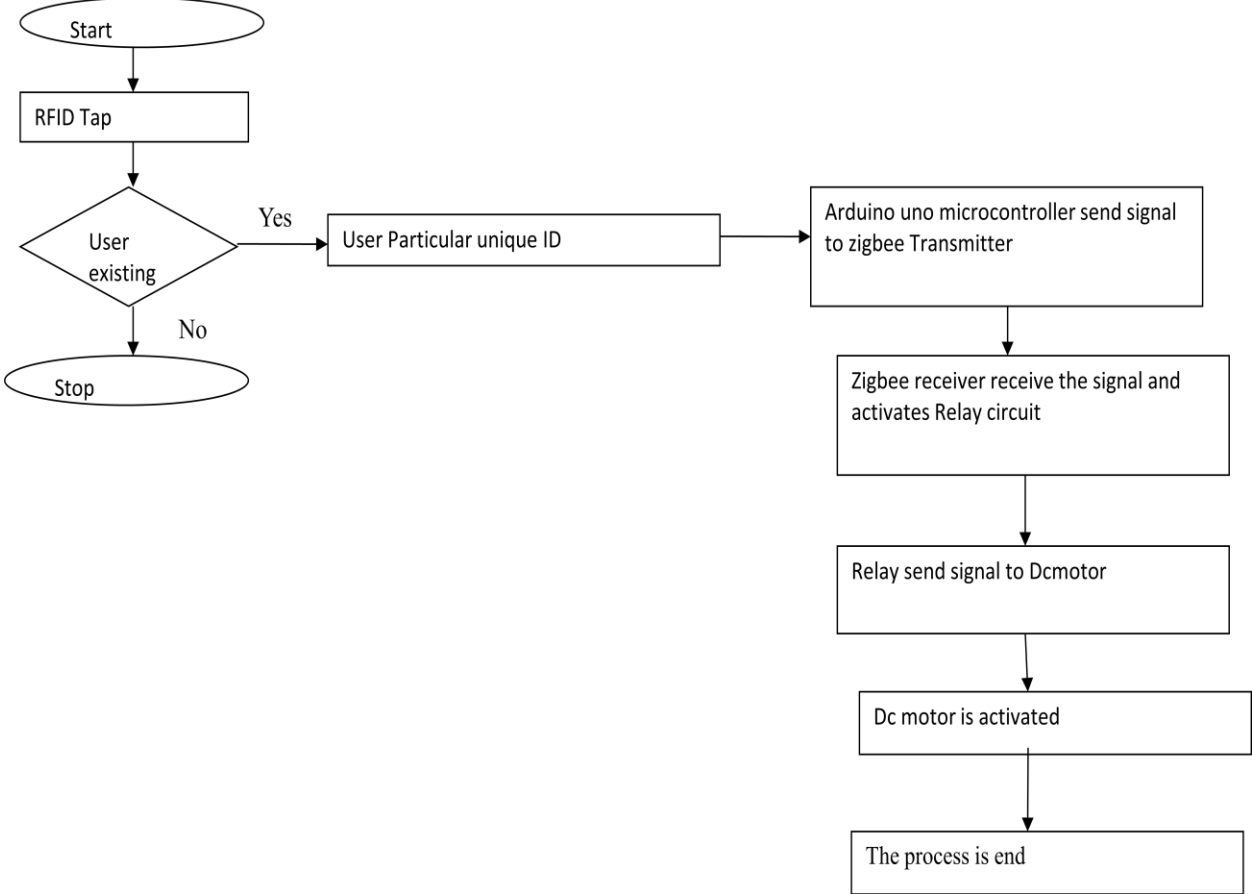 Start
RFID Tap
User
existing
Yes
No
Stop
User Particular unique ID
Arduino uno microcontroller send signal
to zigbee Transmitter
Zigbee receiver receive the signal and
activates Relay circuit
Relay send signal to Dcmotor
Dc motor is activated
The process is end